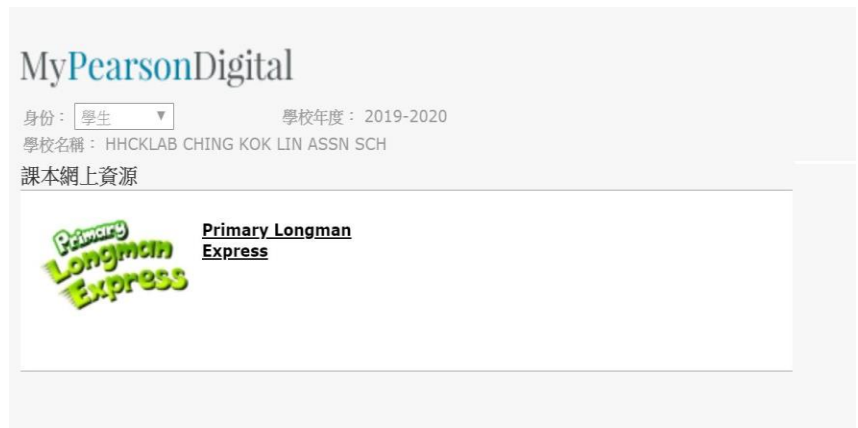 MyPearsonDigital
身份： 學生 ▼ 學校年度： 2019-2020
學校名稱： HHCKLAB CHING KOK LIN ASSN SCH
課本網上資源
Primary
Longman
Express
Primary Longman
Express